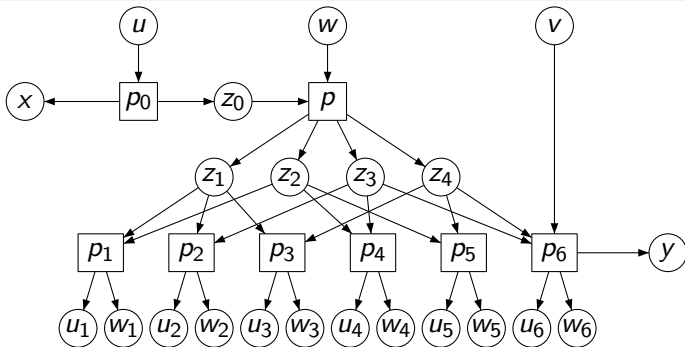 u w v
x p₀ z₀ p
z₁ z₂ z₃ z₄
p₁ p₂ p₃ p₄ p₅ p₆ y
u₁ w₁ u₂ w₂ u₃ w₃ u₄ w₄ u₅ w₅ u₆ w₆